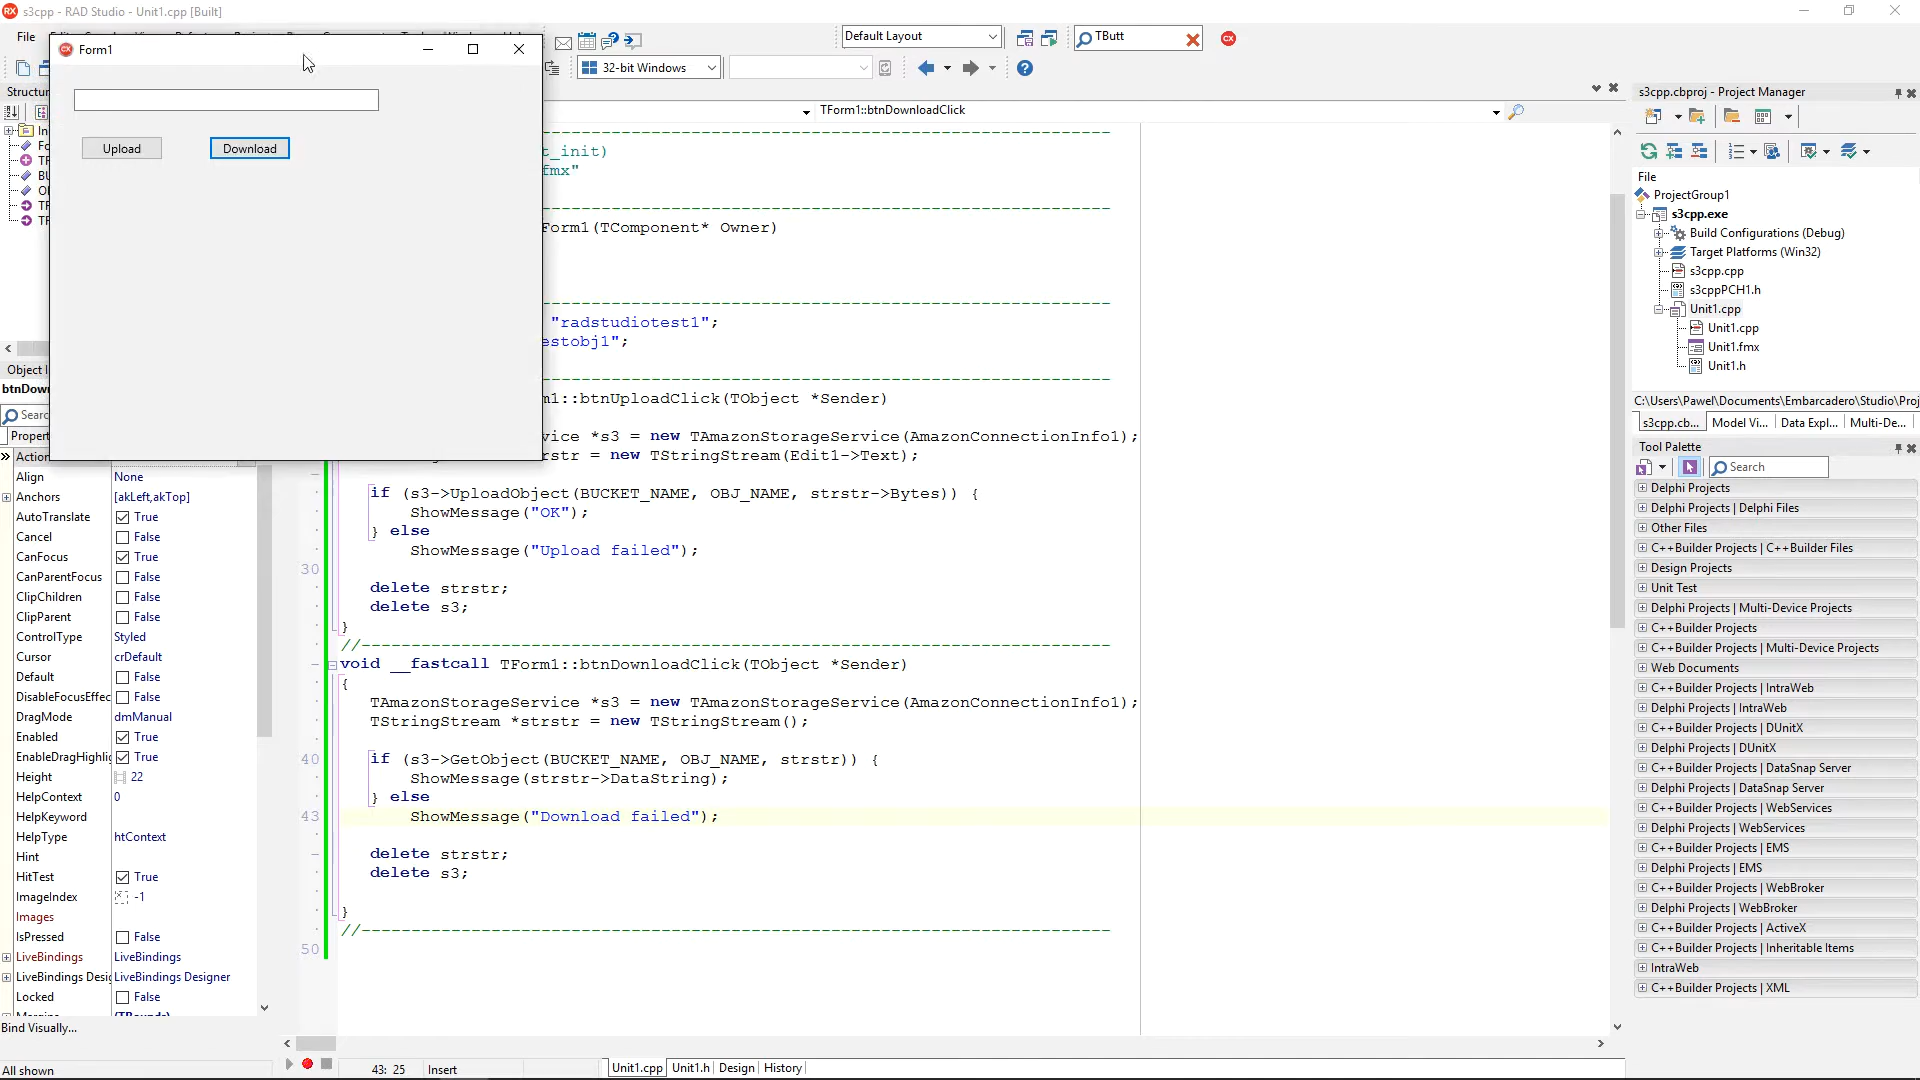 s3cpp - RAD Studio - Unit1.cpp [Built]
File
Default Layout
TButt
32-bit Windows
Form1
Upload
Download
Structur
In
Fo
TF
BU
TF
TF
TForm1::btnDownloadClick
t_init)
fmx"
Form1(TComponent* Owner)
"radstudiotest1";
estobj1";
m1::btnUploadClick(TObject *Sender)
vice *s3 = new TAmazonStorageService(AmazonConnectionInfo1);
rstr = new TStringStream(Edit1->Text);
if (s3->UploadObject(BUCKET_NAME, OBJ_NAME, strstr->Bytes)) {
ShowMessage("OK");
} else
ShowMessage("Upload failed");
30
delete strstr;
delete s3;
}
//---------------------------------------------------------------------------
void __fastcall TForm1::btnDownloadClick(TObject *Sender)
{
TAmazonStorageService *s3 = new TAmazonStorageService(AmazonConnectionInfo1);
TStringStream *strstr = new TStringStream();
40 if (s3->GetObject(BUCKET_NAME, OBJ_NAME, strstr)) {
ShowMessage(strstr->DataString);
} else
43 ShowMessage("Download failed");
delete strstr;
delete s3;
}
//---------------------------------------------------------------------------
50
Object I
btnDow
Searc
Propert
Action
Align None
Anchors [akLeft,akTop]
AutoTranslate True
Cancel False
CanFocus True
CanParentFocus False
ClipChildren False
ClipParent False
ControlType Styled
Cursor crDefault
Default False
DisableFocusEffec False
DragMode dmManual
Enabled True
EnableDragHighlig True
Height 22
HelpContext 0
HelpKeyword
HelpType htContext
Hint
HitTest True
ImageIndex -1
Images
IsPressed False
LiveBindings LiveBindings
LiveBindings Desig LiveBindings Designer
Locked False
Margins (TBounds)
Bind Visually...
All shown
43: 25
Insert
Unit1.cpp Unit1.h Design History
s3cpp.cbproj - Project Manager
File
ProjectGroup1
s3cpp.exe
Build Configurations (Debug)
Target Platforms (Win32)
s3cpp.cpp
s3cppPCH1.h
Unit1.cpp
Unit1.cpp
Unit1.fmx
Unit1.h
C:\Users\Pawel\Documents\Embarcadero\Studio\Proj
s3cpp.cb... Model Vi... Data Expl... Multi-De...
Tool Palette
Search
Delphi Projects
Delphi Projects | Delphi Files
Other Files
C++Builder Projects | C++Builder Files
Design Projects
Unit Test
Delphi Projects | Multi-Device Projects
C++Builder Projects
C++Builder Projects | Multi-Device Projects
Web Documents
C++Builder Projects | IntraWeb
Delphi Projects | IntraWeb
C++Builder Projects | DUnitX
Delphi Projects | DUnitX
C++Builder Projects | DataSnap Server
Delphi Projects | DataSnap Server
C++Builder Projects | WebServices
Delphi Projects | WebServices
C++Builder Projects | EMS
Delphi Projects | EMS
C++Builder Projects | WebBroker
Delphi Projects | WebBroker
C++Builder Projects | ActiveX
C++Builder Projects | Inheritable Items
IntraWeb
C++Builder Projects | XML